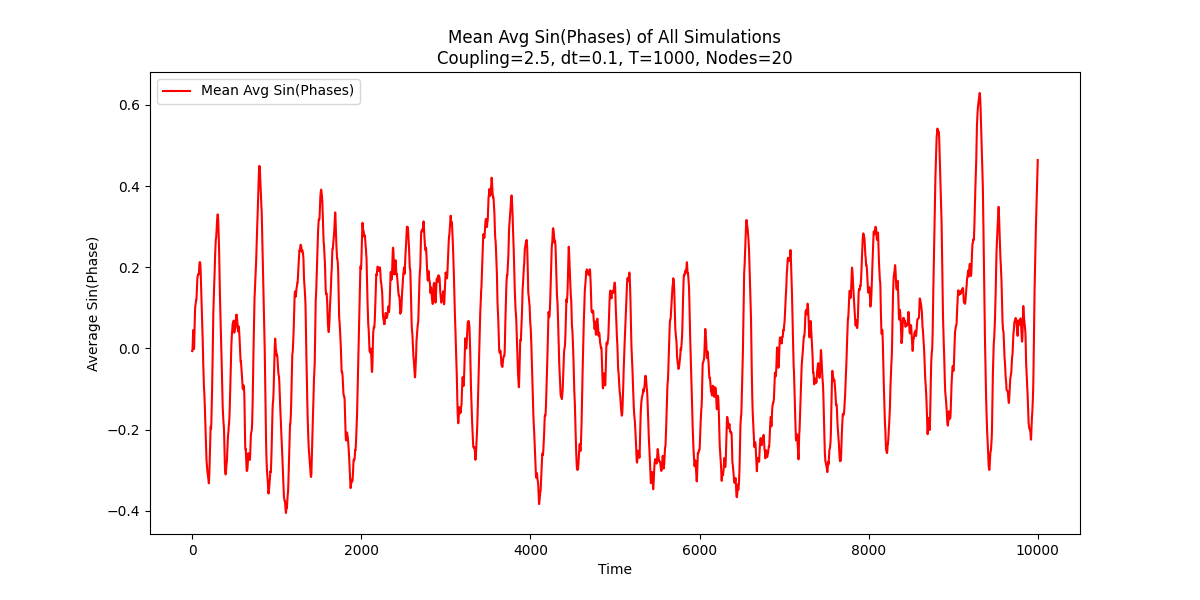 Mean Avg Sin(Phases) of All Simulations
Coupling=2.5, dt=0.1, T=1000, Nodes=20
Mean Avg Sin(Phases)
Average Sin(Phase)
0.6
0.4
0.2
0.0
−0.2
−0.4
0
2000
4000
6000
8000
10000
Time